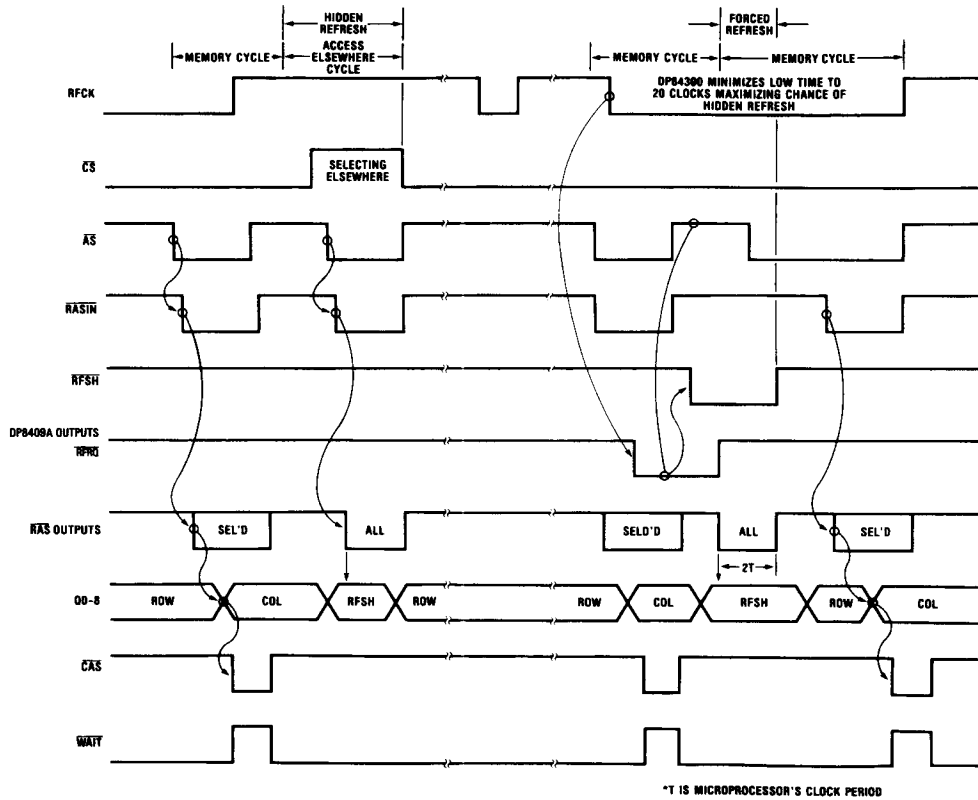 HIDDEN
REFRESH
FORCED
REFRESH
MEMORY CYCLE
ACCESS
ELSEWHERE
CYCLE
MEMORY CYCLE
MEMORY CYCLE
RFCK
DP84300 MINIMIZES LOW TIME TO
20 CLOCKS MAXIMIZING CHANCE OF
HIDDEN REFRESH
CS
SELECTING
ELSEWHERE
AS
RASIN
RFSH
DP8409A OUTPUTS
RFRQ
RAS OUTPUTS
SEL'D
ALL
SELD'D
ALL
SEL'D
2T
Q0-8
ROW
COL
RFSH
ROW
ROW
COL
RFSH
ROW
COL
CAS
WAIT
*T IS MICROPROCESSOR'S CLOCK PERIOD